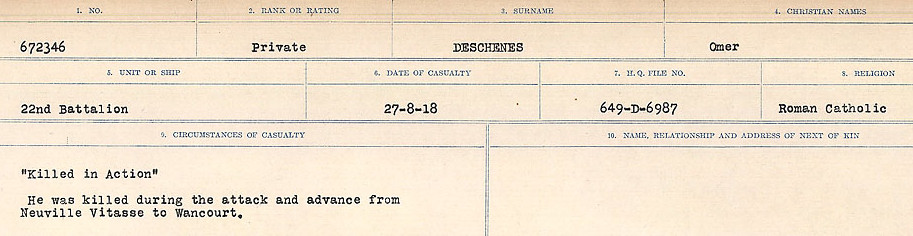 1. NO. 2. RANK OR RATING 3. SURNAME 4. CHRISTIAN NAMES
672346 Private DESCHENES Omer
5. UNIT OR SHIP 6. DATE OF CASUALTY 7. H. Q. FILE NO. 8. RELIGION
22nd Battalion 27-8-18 649-D-6987 Roman Catholic
9. CIRCUMSTANCES OF CASUALTY 10. NAME, RELATIONSHIP AND ADDRESS OF NEXT OF KIN
"Killed in Action"
He was killed during the attack and advance from
Neuville Vitasse to Wancourt.